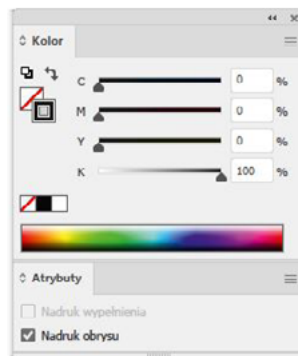 Kolor
C 0 %
M 0 %
Y 0 %
K 100 %
Atrybuty
Nadruk wypełnienia
Nadruk obrysu